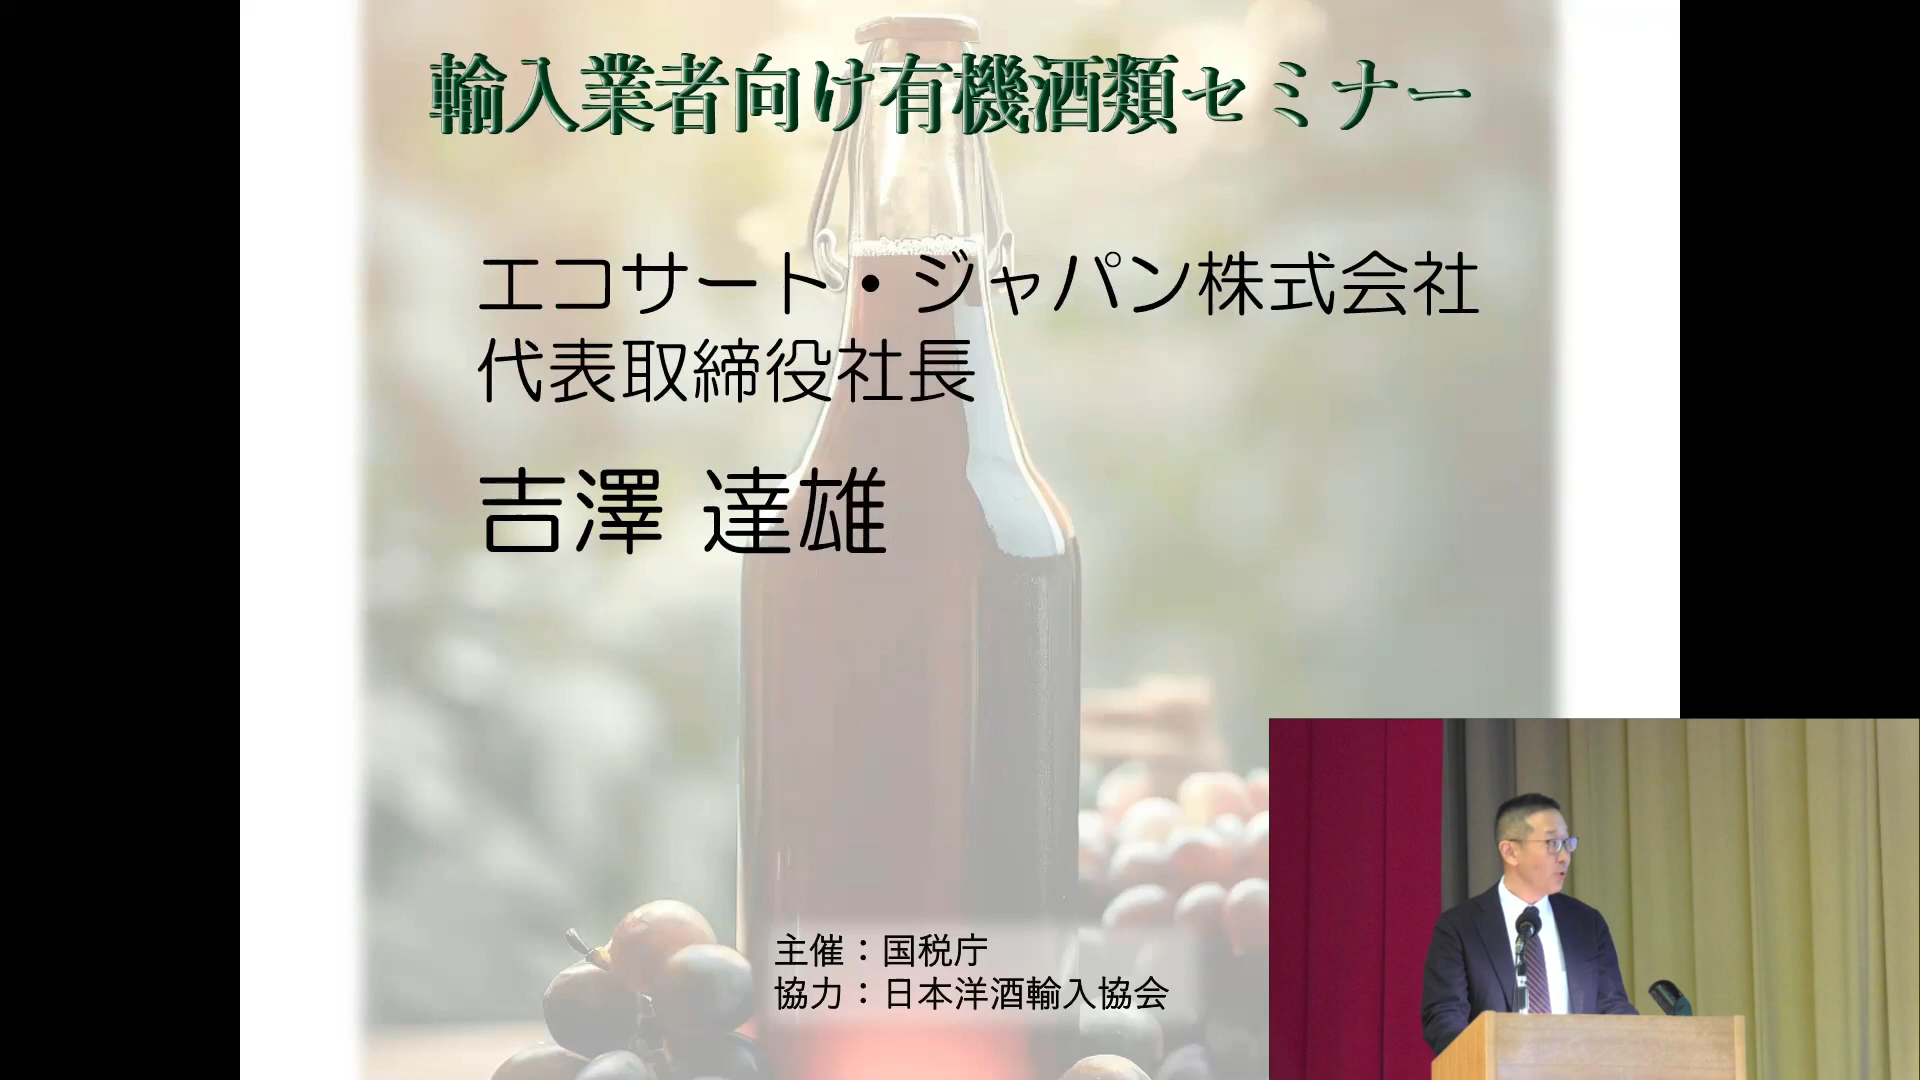 輸入業者向け有機酒類セミナー
エコサート・ジャパン株式会社
代表取締役社長
吉澤 達雄
主催：国税庁
協力：日本洋酒輸入協会